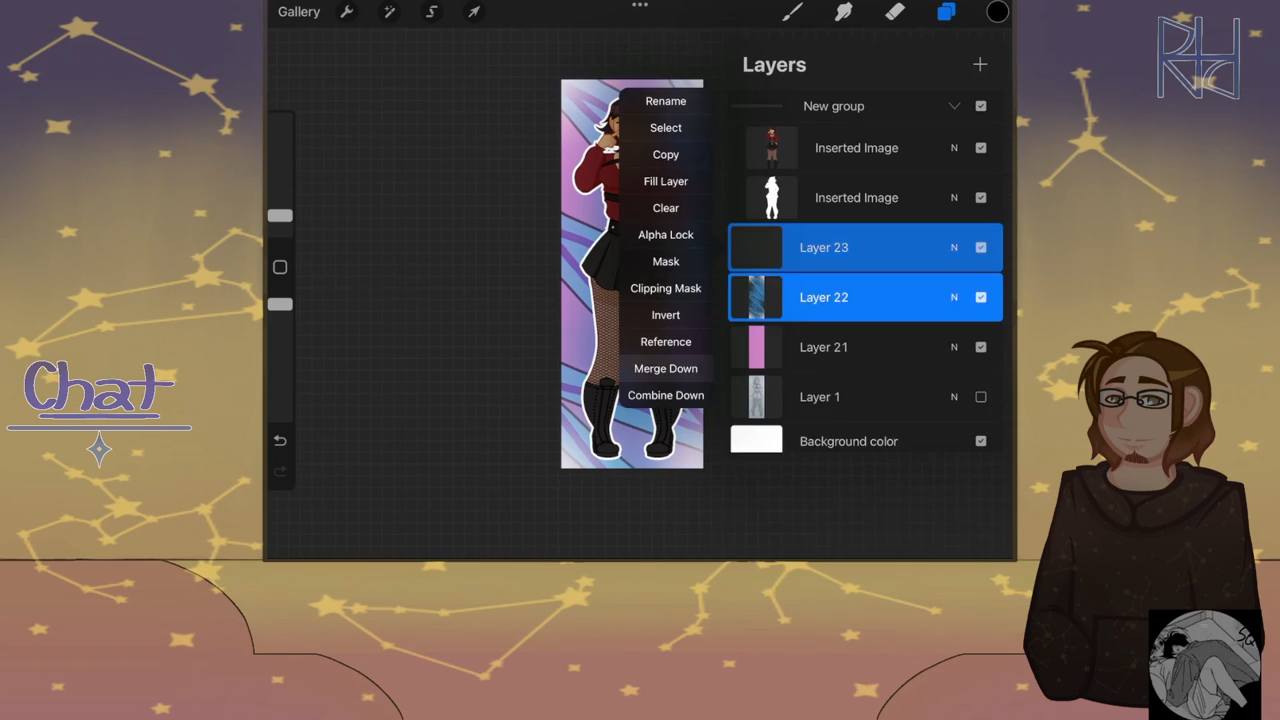 Gallery
Layers
New group
Inserted Image N
Inserted Image N
Layer 23 N
Layer 22 N
Layer 21 N
Layer 1 N
Background color
Rename
Select
Copy
Fill Layer
Clear
Alpha Lock
Mask
Clipping Mask
Invert
Reference
Merge Down
Combine Down
Chat